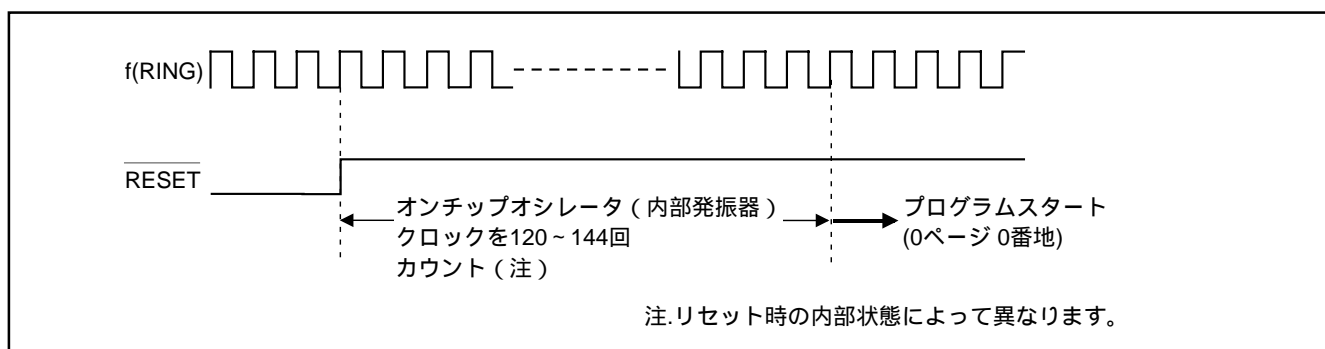 f(RING)
RESET
オンチップオシレータ（内部発振器）
クロックを120～144回
カウント（注）
プログラムスタート
(0ページ 0番地)
注.リセット時の内部状態によって異なります。